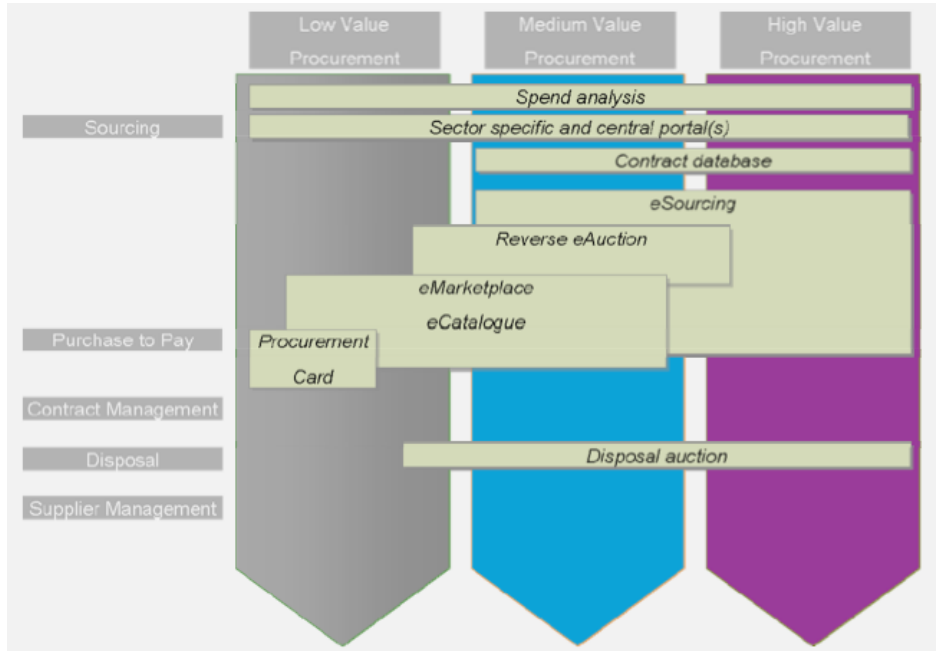 Low Value
Procurement
Medium Value
Procurement
High Value
Procurement
Spend analysis
Sourcing
Sector specific and central portal(s)
Contract database
eSourcing
Reverse eAuction
eMarketplace
eCatalogue
Purchase to Pay
Procurement
Card
Contract Management
Disposal
Disposal auction
Supplier Management